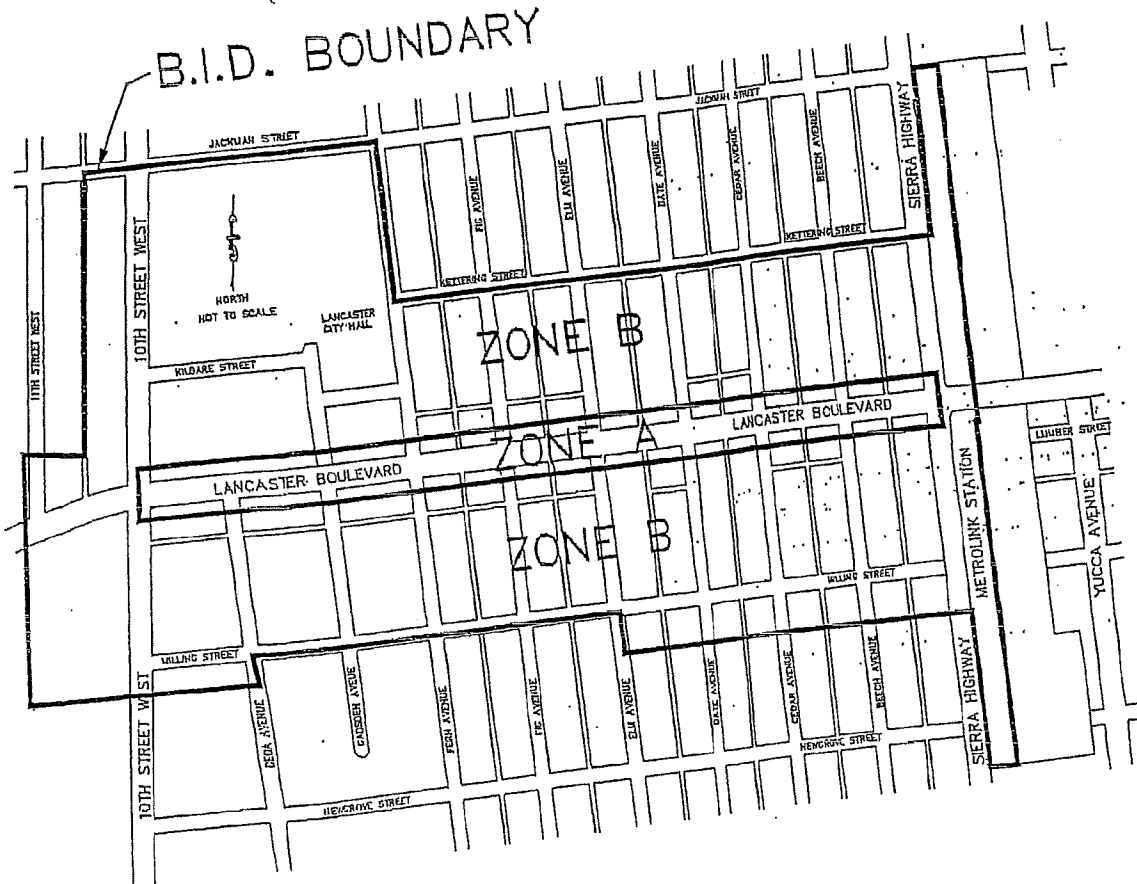 B.I.D. BOUNDARY
JACKMAN STREET
JACKMAN STREET
SIERRA HIGHWAY
BEECH AVENUE
CEDAR AVENUE
DATE AVENUE
ELM AVENUE
FIG AVENUE
10TH STREET WEST
11TH STREET WEST
NORTH
NOT TO SCALE
LANCASTER
CITY HALL
KETTERING STREET
KETTERING STREET
ZONE B
KILDARE STREET
LANCASTER BOULEVARD
ZONE A
LANCASTER BOULEVARD
LUMBER STREET
METROLINK STATION
YUCCA AVENUE
ZONE B
MILLING STREET
MILLING STREET
10TH STREET WEST
GENOA AVENUE
GADSDEN AVEUE
FERN AVENUE
FIG AVENUE
ELM AVENUE
DATE AVENUE
CEDAR AVENUE
BEECH AVENUE
SIERRA HIGHWAY
NEWGROVE STREET
NEWGROVE STREET